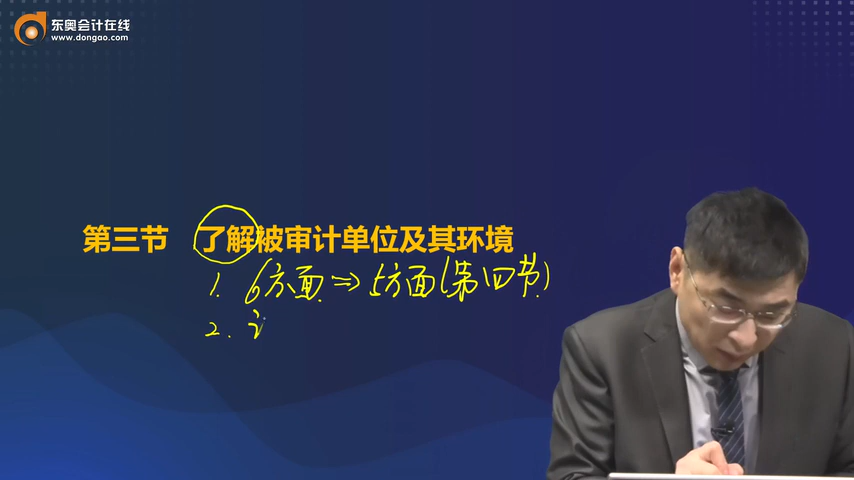 东奥会计在线
www.dongao.com
第三节 了解被审计单位及其环境
1. 6方面 ⇒ 5方面(第四节)
2.